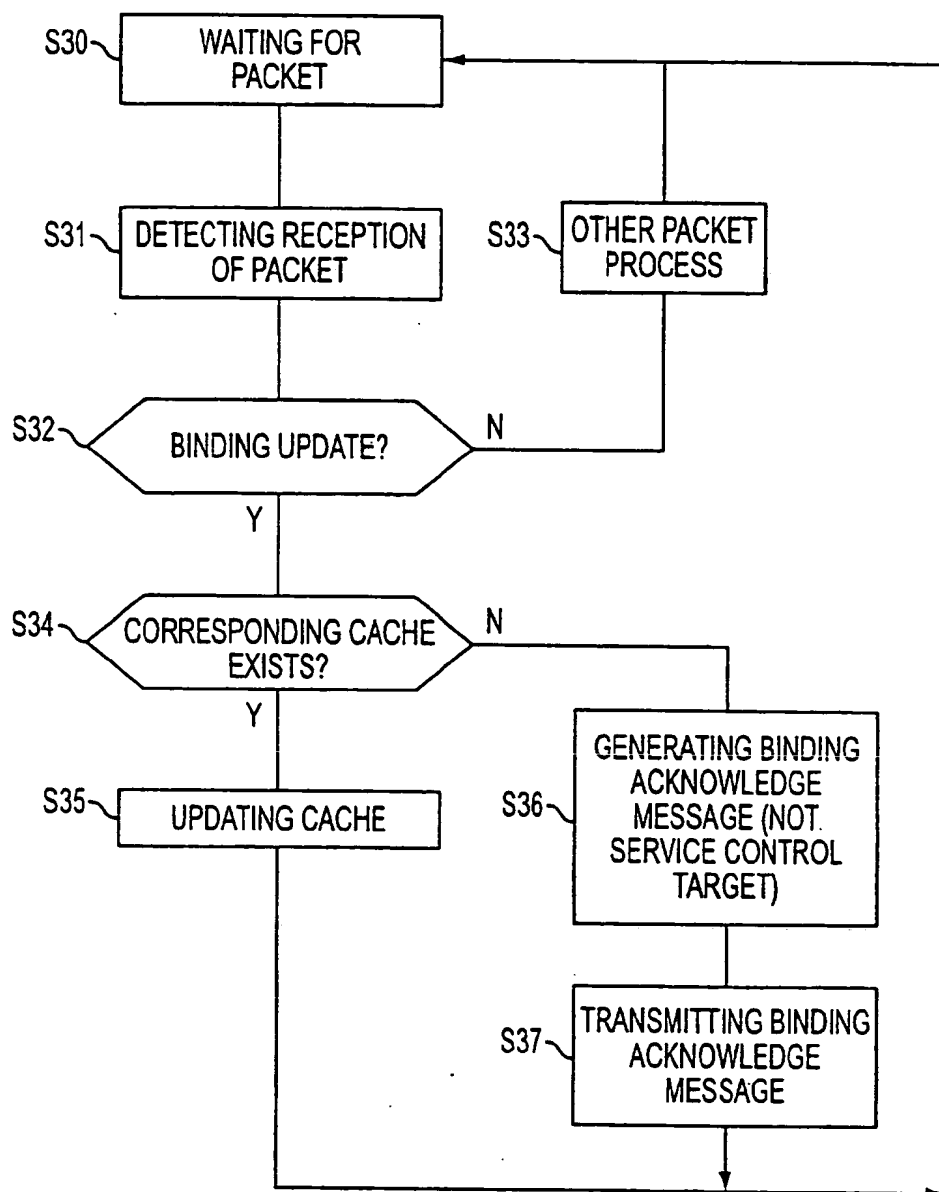 S30
WAITING FOR
PACKET
S31
DETECTING RECEPTION
OF PACKET
S33
OTHER PACKET
PROCESS
S32
BINDING UPDATE?
N
Y
S34
CORRESPONDING CACHE
EXISTS?
N
Y
S35
UPDATING CACHE
S36
GENERATING BINDING
ACKNOWLEDGE
MESSAGE (NOT
SERVICE CONTROL
TARGET)
S37
TRANSMITTING BINDING
ACKNOWLEDGE
MESSAGE